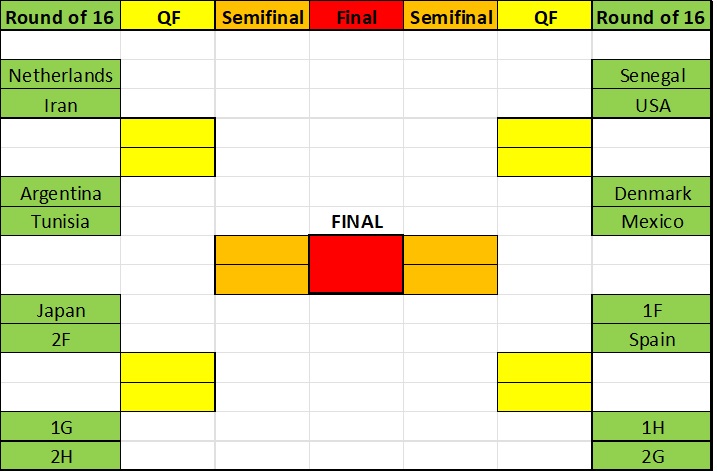 Round of 16 QF Semifinal Final Semifinal QF Round of 16
Netherlands Senegal
Iran USA
Argentina Denmark
Tunisia FINAL Mexico
Japan 1F
2F Spain
1G 1H
2H 2G